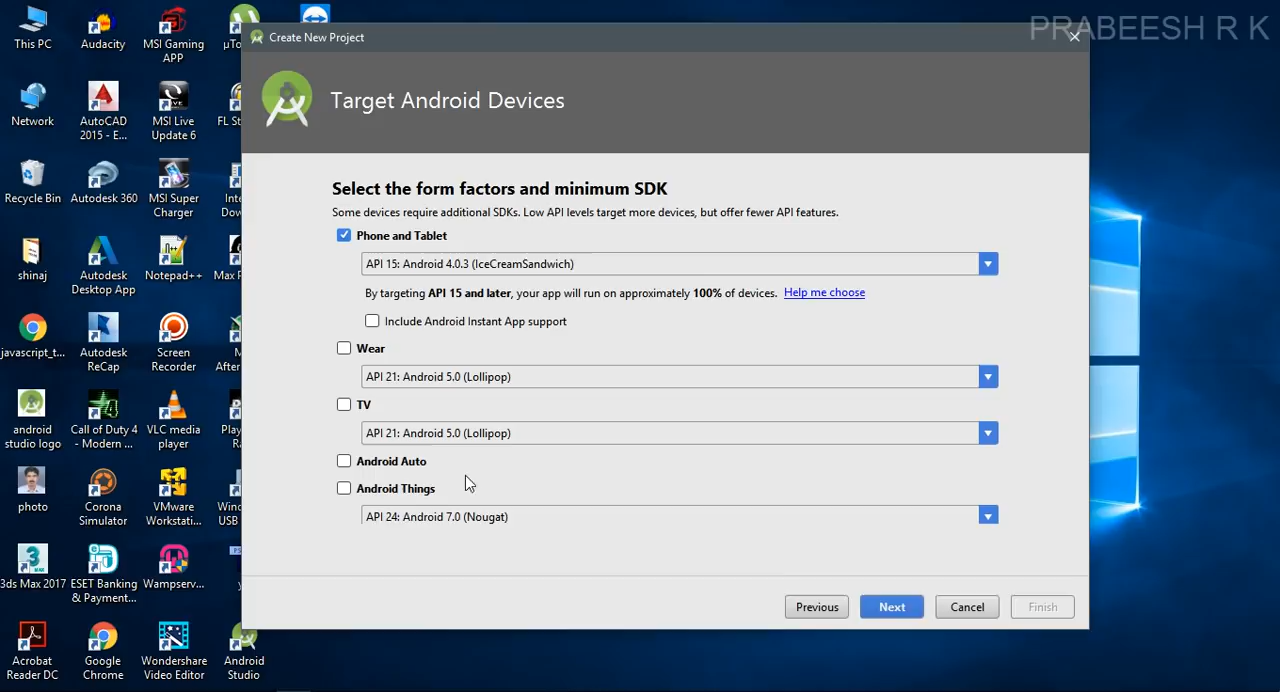 PRABEESH R K
This PC
Audacity
MSI Gaming
APP
Network
AutoCAD
2015 - E...
MSI Live
Update 6
Recycle Bin
Autodesk 360
MSI Super
Charger
shinaj
Autodesk
Desktop App
Notepad++
javascript_t...
Autodesk
ReCap
Screen
Recorder
android
studio logo
Call of Duty 4
- Modern ...
VLC media
player
photo
Corona
Simulator
VMware
Workstati...
3ds Max 2017
ESET Banking
& Payment...
Wampserv...
Acrobat
Reader DC
Google
Chrome
Wondershare
Video Editor
Android
Studio
Create New Project
Target Android Devices
Select the form factors and minimum SDK
Some devices require additional SDKs. Low API levels target more devices, but offer fewer API features.
Phone and Tablet
API 15: Android 4.0.3 (IceCreamSandwich)
By targeting API 15 and later, your app will run on approximately 100% of devices. Help me choose
Include Android Instant App support
Wear
API 21: Android 5.0 (Lollipop)
TV
API 21: Android 5.0 (Lollipop)
Android Auto
Android Things
API 24: Android 7.0 (Nougat)
Previous
Next
Cancel
Finish